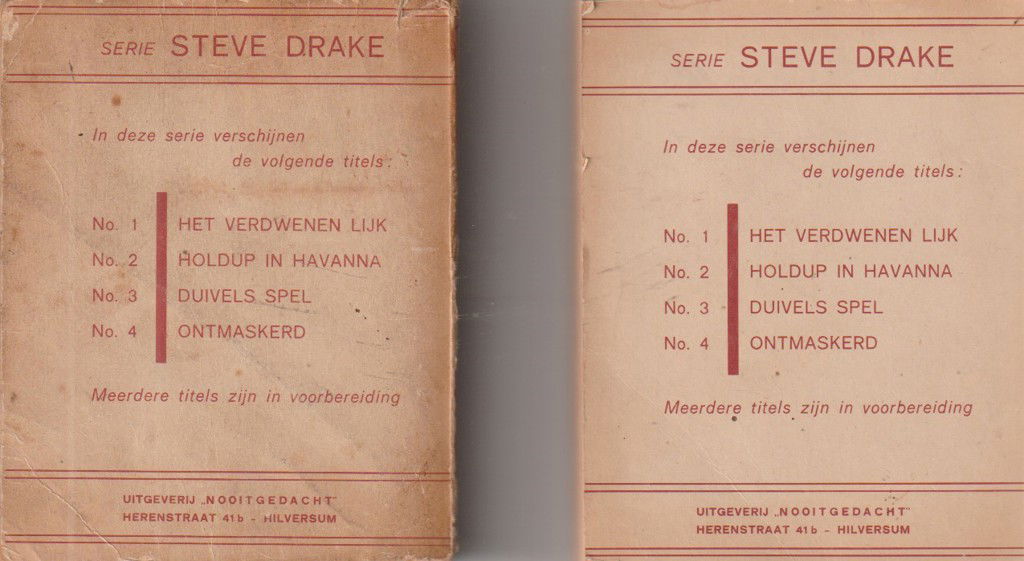 SERIE STEVE DRAKE
In deze serie verschijnen
de volgende titels:
No. 1 HET VERDWENEN LIJK
No. 2 HOLDUP IN HAVANNA
No. 3 DUIVELS SPEL
No. 4 ONTMASKERD
Meerdere titels zijn in voorbereiding
UITGEVERIJ „NOOITGEDACHT"
HERENSTRAAT 41b - HILVERSUM
SERIE STEVE DRAKE
In deze serie verschijnen
de volgende titels:
No. 1 HET VERDWENEN LIJK
No. 2 HOLDUP IN HAVANNA
No. 3 DUIVELS SPEL
No. 4 ONTMASKERD
Meerdere titels zijn in voorbereiding
UITGEVERIJ „NOOITGEDACHT"
HERENSTRAAT 41b - HILVERSUM